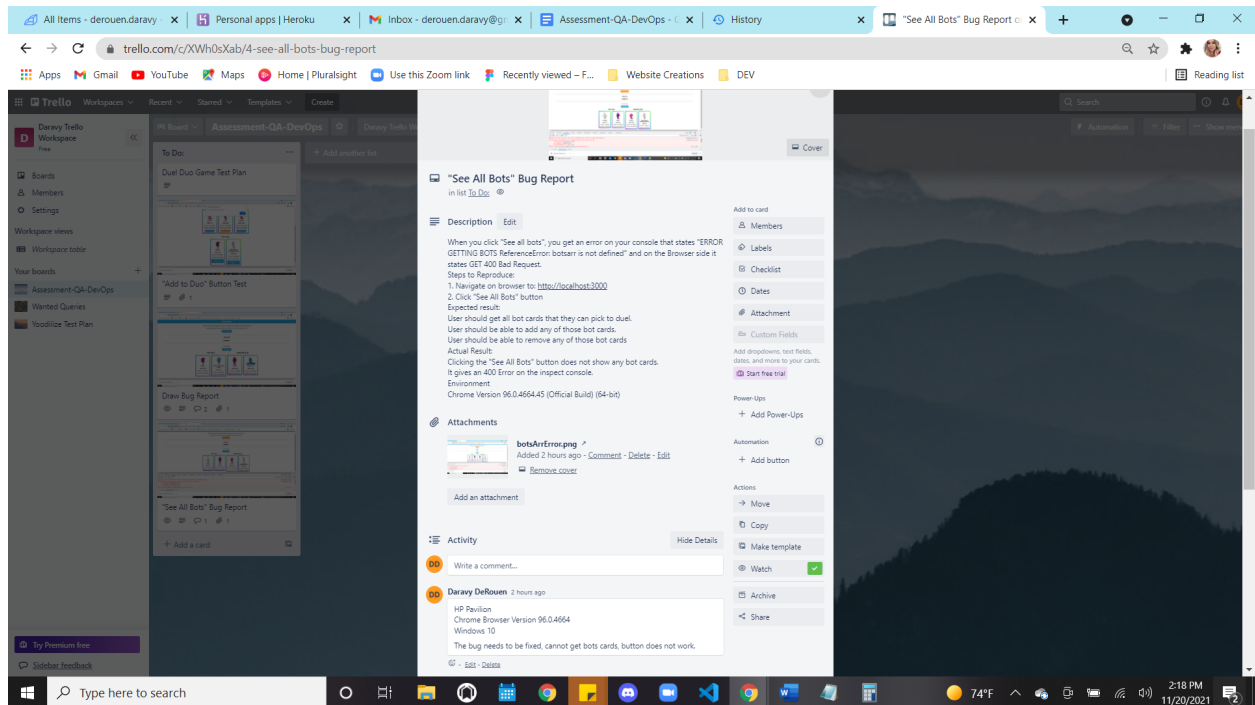 All Items - derouen.daravy
Personal apps | Heroku
Inbox - derouen.daravy@gm
Assessment-QA-DevOps - G
History
"See All Bots" Bug Report on
trello.com/c/XWh0sXab/4-see-all-bots-bug-report
Apps Gmail YouTube Maps Home | Pluralsight Use this Zoom link Recently viewed – F... Website Creations DEV Reading list
Trello Workspaces Recent Starred Templates Create Search
D Daravy Trello Workspace
Free
Board Assessment-QA-DevOps Daravy Trello W Automation Filter Show menu
Boards
Members
Settings
Workspace views
Workspace table
Your boards
Assessment-QA-DevOps
Wanted Queries
Yoodilize Test Plan
Try Premium free
Sidebar feedback
To Do:
+ Add another list
Duel Duo Game Test Plan
"Add to Duo" Button Test
1
Draw Bug Report
2 1
"See All Bots" Bug Report
1 1
+ Add a card
Cover
"See All Bots" Bug Report
in list To Do:
Description Edit
When you click "See all bots", you get an error on your console that states "ERROR
GETTING BOTS ReferenceError: botsarr is not defined" and on the Browser side it
states GET 400 Bad Request.
Steps to Reproduce:
1. Navigate on browser to: http://localhost:3000
2. Click "See All Bots" button
Expected result:
User should get all bot cards that they can pick to duel.
User should be able to add any of those bot cards.
User should be able to remove any of those bot cards
Actual Result:
Clicking the "See All Bots" button does not show any bot cards.
It gives an 400 Error on the inspect console.
Environment
Chrome Version 96.0.4664.45 (Official Build) (64-bit)
Attachments
botsArrError.png
Added 2 hours ago - Comment - Delete - Edit
Remove cover
Add an attachment
Activity Hide Details
DD Write a comment...
DD Daravy DeRouen 2 hours ago
HP Pavilion
Chrome Browser Version 96.0.4664
Windows 10
The bug needs to be fixed, cannot get bots cards, button does not work.
- Edit - Delete
Add to card
Members
Labels
Checklist
Dates
Attachment
Custom Fields
Add dropdowns, text fields,
dates, and more to your cards.
Start free trial
Power-Ups
+ Add Power-Ups
Automation
+ Add button
Actions
Move
Copy
Make template
Watch
Archive
Share
Type here to search
74°F
2:18 PM
11/20/2021
2